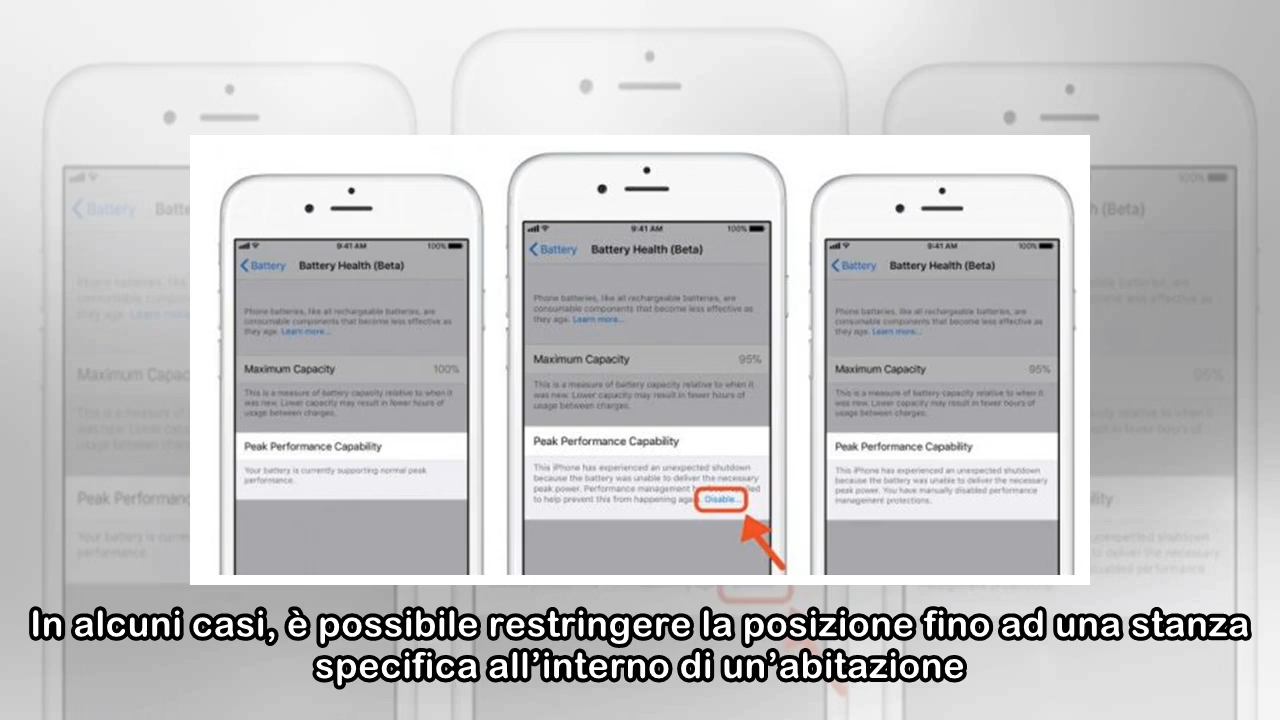 9:41 AM 100%
Battery Battery Health (Beta)
Phone batteries, like all rechargeable batteries, are
consumable components that become less effective as
they age. Learn more...
Maximum Capacity 100%
This is a measure of battery capacity relative to when it
was new. Lower capacity may result in fewer hours of
usage between charges.
Peak Performance Capability
Your battery is currently supporting normal peak
performance.
9:41 AM 100%
Battery Battery Health (Beta)
Phone batteries, like all rechargeable batteries, are
consumable components that become less effective as
they age. Learn more...
Maximum Capacity 95%
This is a measure of battery capacity relative to when it
was new. Lower capacity may result in fewer hours of
usage between charges.
Peak Performance Capability
This iPhone has experienced an unexpected shutdown
because the battery was unable to deliver the necessary
peak power. Performance management
to help prevent this from happening Disable...
9:41 AM 100%
Battery Battery Health (Beta)
Phone batteries, like all rechargeable batteries, are
consumable components that become less effective as
they age. Learn more...
Maximum Capacity 95%
This is a measure of battery capacity relative to when it
was new. Lower capacity may result in fewer hours of
usage between charges.
Peak Performance Capability
This iPhone has experienced an unexpected shutdown
because the battery was unable to deliver the necessary
peak power. You have manually disabled performance
management protections.
In alcuni casi, è possibile restringere la posizione fino ad una stanza
specifica all’interno di un’abitazione